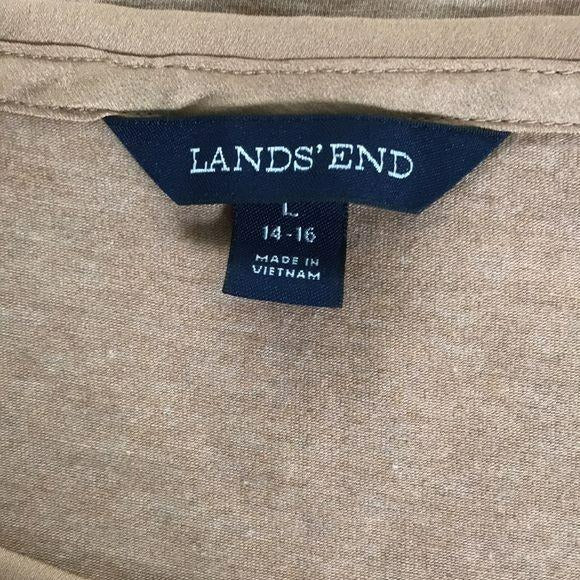 LANDS' END
L
14-16
MADE IN
VIETNAM